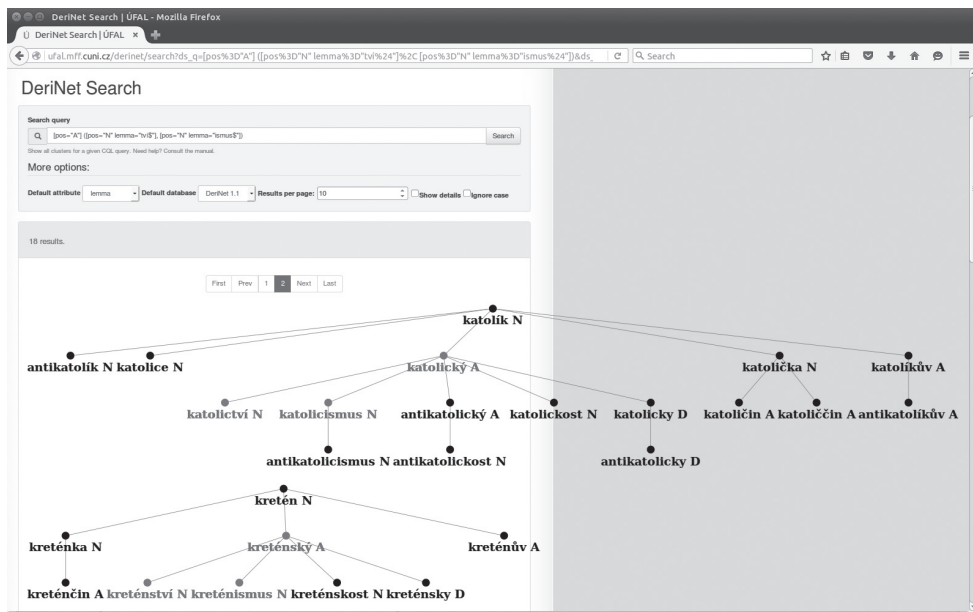 DeriNet Search | ÚFAL - Mozilla Firefox
DeriNet Search | ÚFAL × +
ufal.mff.cuni.cz/derinet/search?ds_q=[pos%3D"A"] ([pos%3D"N" lemma%3D"tví%24"]%2C [pos%3D"N" lemma%3D"ismus%24"])&ds_ Search
DeriNet Search
Search query
[pos="A"] ([pos="N" lemma="tví$"], [pos="N" lemma="ismus$"]) Search
Show all clusters for a given CQL query. Need help? Consult the manual.
More options:
Default attribute lemma Default database DeriNet 1.1 Results per page: 10 Show details Ignore case
18 results.
First Prev 1 2 Next Last
katolík N
antikatolík N katolice N katolický A katolička N katolíkův A
katolictví N katolicismus N antikatolický A katolickost N katolicky D katoličin A katoliččin A antikatolíkův A
antikatolicismus N antikatolickost N antikatolicky D
kretén N
kreténka N kreténský A kreténův A
kreténčin A kreténství N kreténismus N kreténskost N kreténsky D